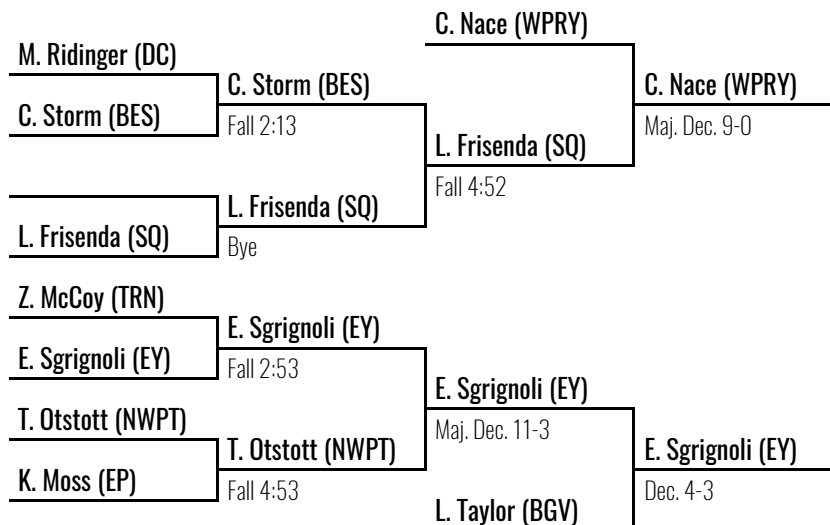 C. Nace (WPRY)
M. Ridinger (DC)
C. Storm (BES)
C. Nace (WPRY)
C. Storm (BES)
Fall 2:13
Maj. Dec. 9-0
L. Frisenda (SQ)
Fall 4:52
L. Frisenda (SQ)
L. Frisenda (SQ)
Bye
Z. McCoy (TRN)
E. Sgrignoli (EY)
E. Sgrignoli (EY)
Fall 2:53
E. Sgrignoli (EY)
T. Otstott (NWPT)
Maj. Dec. 11-3
T. Otstott (NWPT)
E. Sgrignoli (EY)
K. Moss (EP)
Fall 4:53
Dec. 4-3
L. Taylor (BGV)